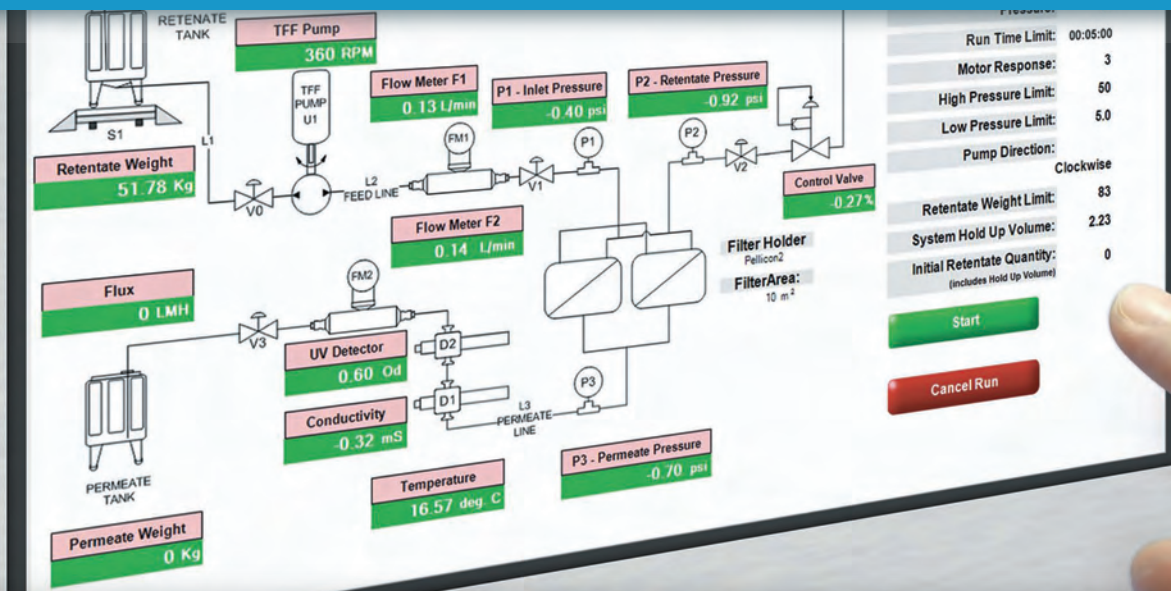 RETENATE
TANK
TFF Pump
360 RPM
TFF
PUMP
U1
S1
L1
Retentate Weight
51.78 Kg
V0
L2
FEED LINE
Flow Meter F1
0.13 L/min
FM1
V1
P1 - Inlet Pressure
-0.40 psi
P1
P2 - Retentate Pressure
-0.92 psi
P2
V2
Control Valve
-0.27%
Flow Meter F2
0.14 L/min
FM2
Filter Holder
Pellicon2
FilterArea:
10 m²
Flux
0 LMH
V3
UV Detector
0.60 Od
D2
Conductivity
-0.32 mS
D1
L3
PERMEATE
LINE
P3
P3 - Permeate Pressure
-0.70 psi
Temperature
16.57 deg. C
PERMEATE
TANK
Permeate Weight
0 Kg
Pressure:
Run Time Limit: 00:05:00
Motor Response: 3
High Pressure Limit: 50
Low Pressure Limit: 5.0
Pump Direction:
Clockwise
Retentate Weight Limit: 83
System Hold Up Volume: 2.23
Initial Retentate Quantity: 0
(includes Hold Up Volume)
Start
Cancel Run